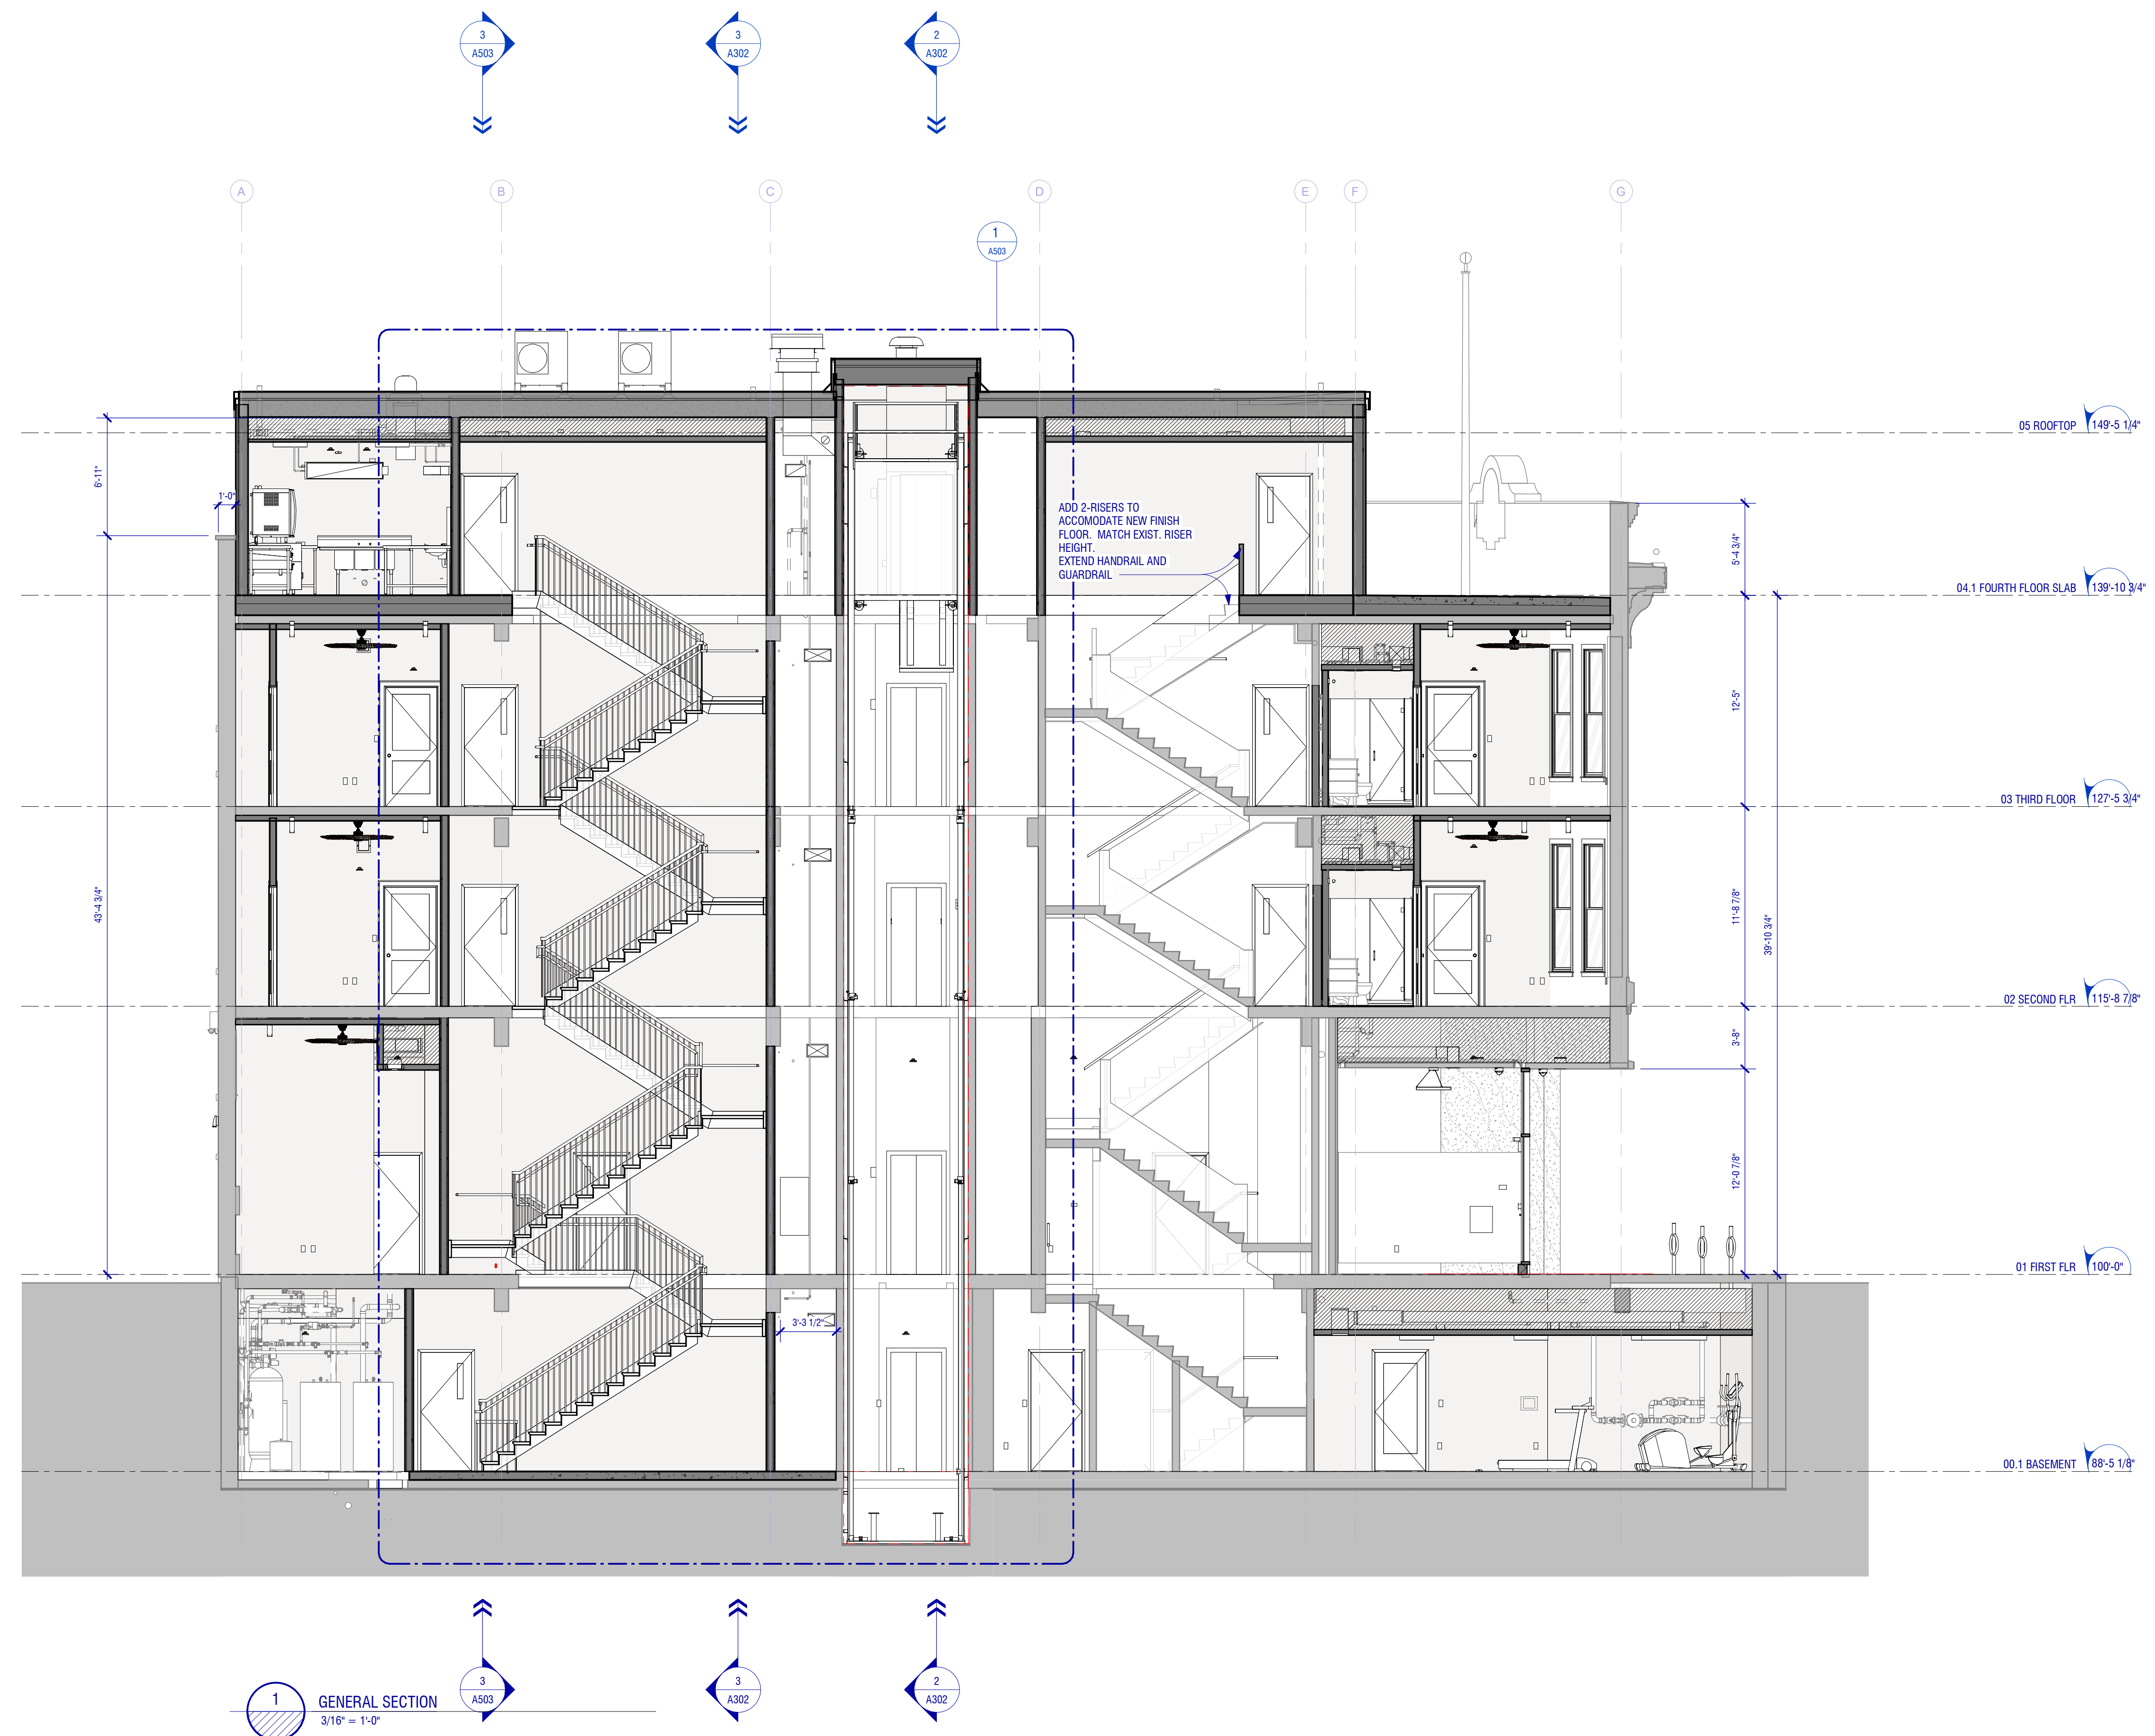 3
A503
3
A302
2
A302
A
B
C
D
E
F
G
1
A503
05 ROOFTOP
149'-5 1/4"
6'-11"
1'-0"
ADD 2-RISERS TO
ACCOMODATE NEW FINISH
FLOOR. MATCH EXIST. RISER
HEIGHT.
EXTEND HANDRAIL AND
GUARDRAIL
5'-4 3/4"
04.1 FOURTH FLOOR SLAB
139'-10 3/4"
12'-5"
03 THIRD FLOOR
127'-5 3/4"
43'-4 3/4"
11'-8 7/8"
39'-10 3/4"
02 SECOND FLR
115'-8 7/8"
3'-8"
12'-0 7/8"
01 FIRST FLR
100'-0"
3'-3 1/2"
00.1 BASEMENT
88'-5 1/8"
3
A503
3
A302
2
A302
1
GENERAL SECTION
3/16" = 1'-0"